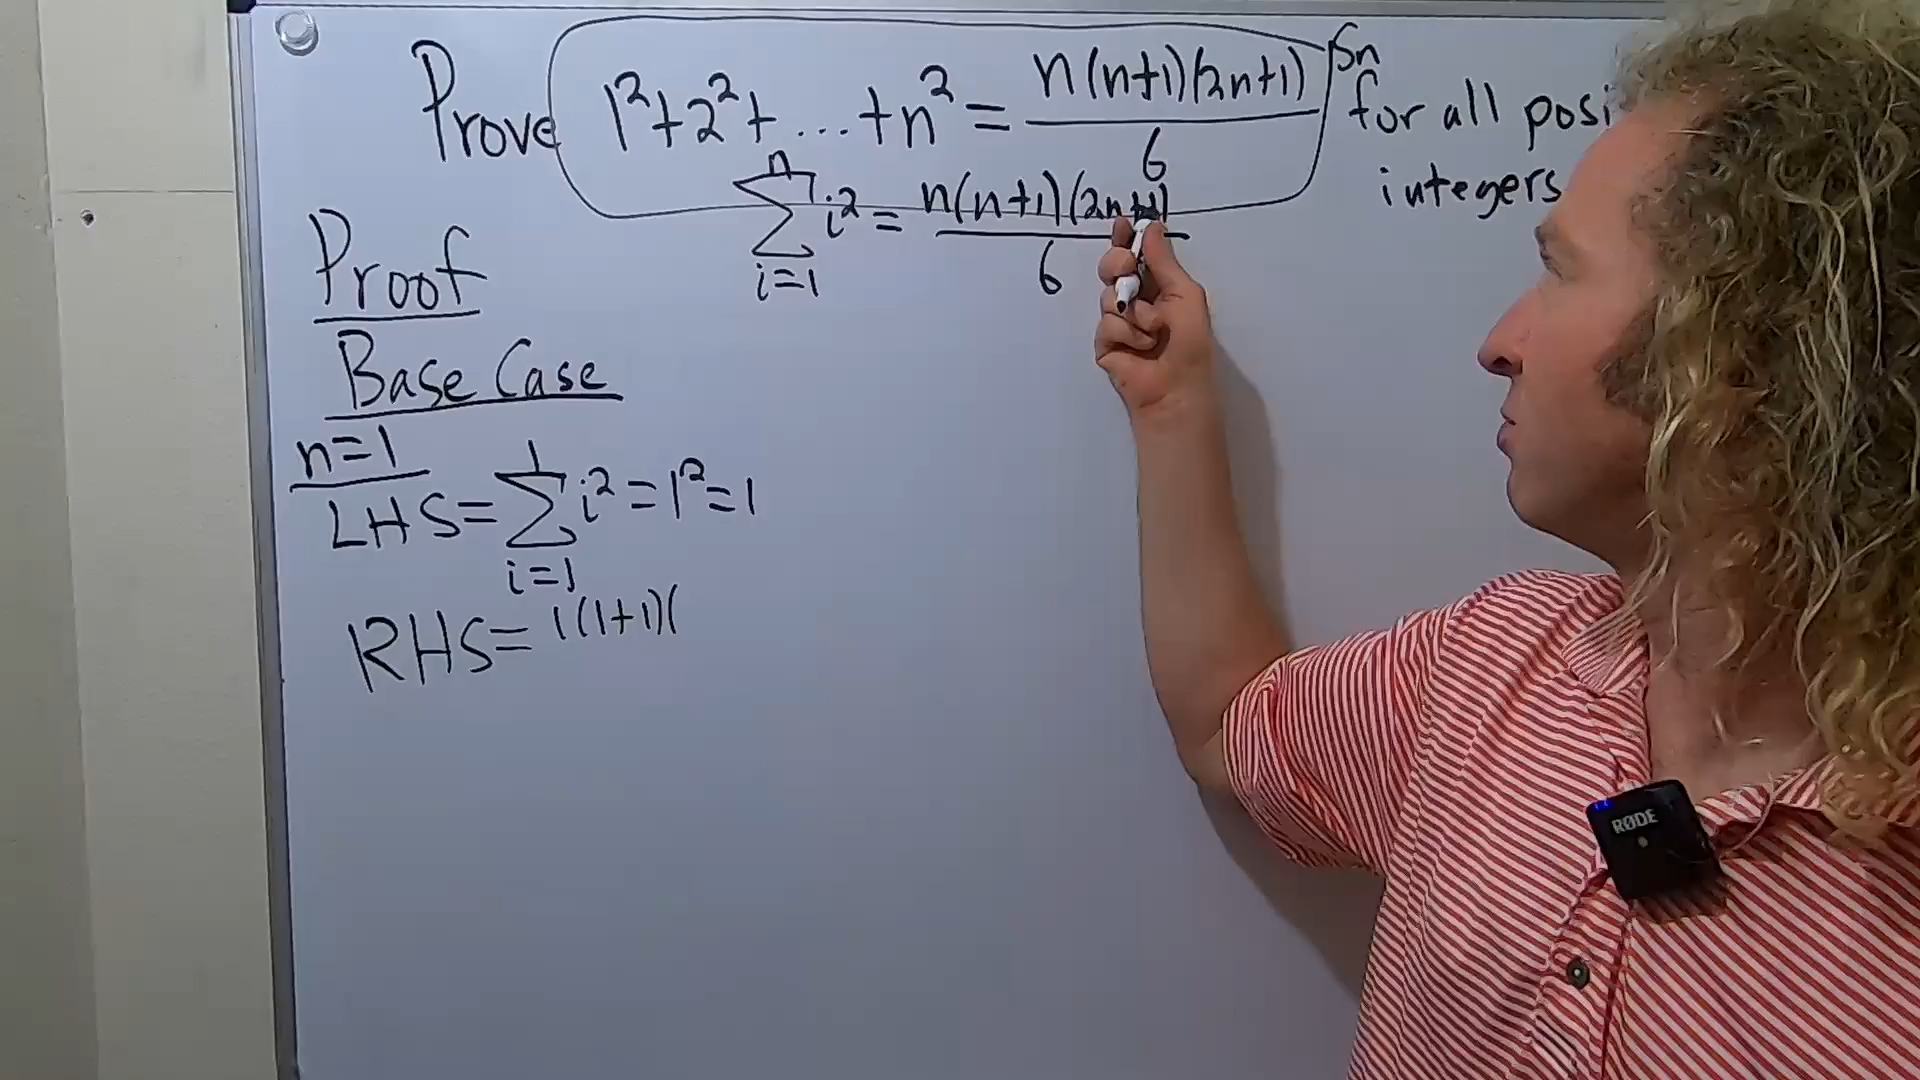 Prove 1²+2²+...+n² = n(n+1)(2n+1)/6 Sn for all posi
integers
n∑i=1 i² = n(n+1)(2n+1)/6
Proof
Base Case
n=1
LHS = 1∑i=1 i² = 1² = 1
RHS = 1(1+1)(
RØDE